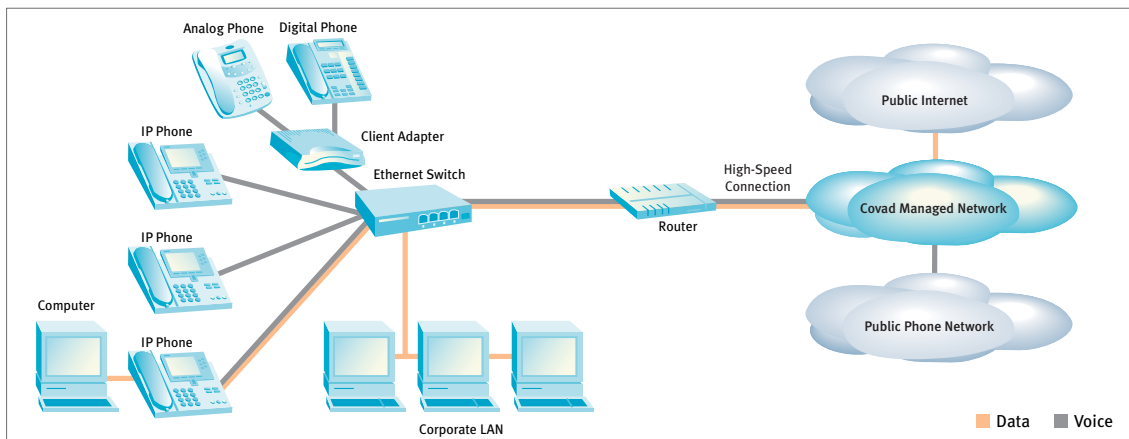 Analog Phone
Digital Phone
Public Internet
IP Phone
Client Adapter
Ethernet Switch
High-Speed
Connection
Covad Managed Network
Router
IP Phone
Computer
IP Phone
Public Phone Network
Corporate LAN
Data
Voice